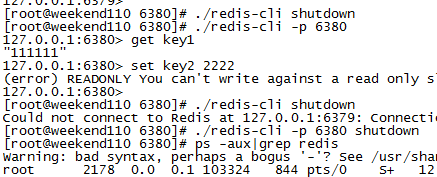 127.0.0.1:6379>
[root@weekend110 6380]# ./redis-cli shutdown
[root@weekend110 6380]# ./redis-cli -p 6380
127.0.0.1:6380> get key1
"111111"
127.0.0.1:6380> set key2 2222
(error) READONLY You can't write against a read only sl
127.0.0.1:6380>
[root@weekend110 6380]# ./redis-cli shutdown
Could not connect to Redis at 127.0.0.1:6379: Connectio
[root@weekend110 6380]# ./redis-cli -p 6380 shutdown
[root@weekend110 6380]# ps -aux|grep redis
Warning: bad syntax, perhaps a bogus '-'? See /usr/shar
root 2178 0.0 0.1 103324 844 pts/0 S+ 12